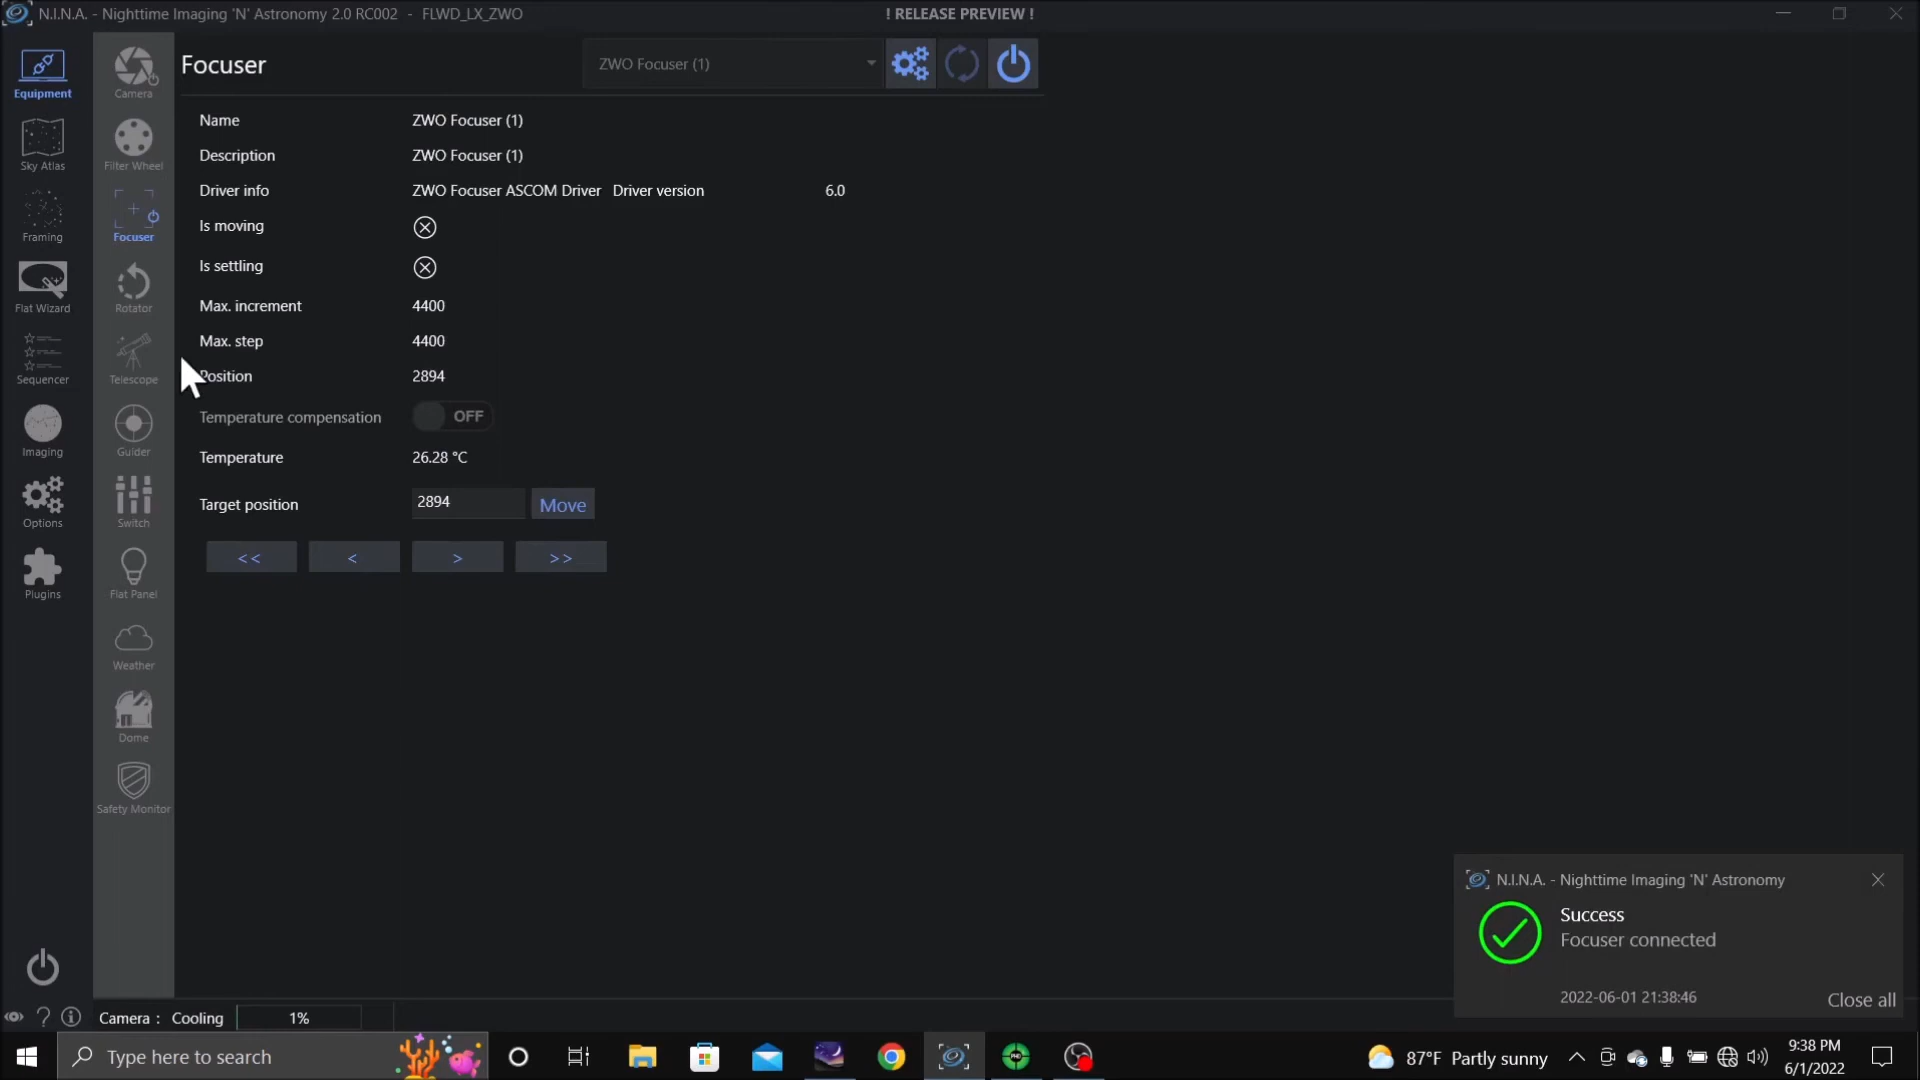 N.I.N.A. - Nighttime Imaging 'N' Astronomy 2.0 RC002 - FLWD_LX_ZWO
! RELEASE PREVIEW !
Equipment
Sky Atlas
Framing
Flat Wizard
Sequencer
Imaging
Options
Plugins
Camera
Filter Wheel
Focuser
Rotator
Telescope
Guider
Switch
Flat Panel
Weather
Dome
Safety Monitor
Focuser
ZWO Focuser (1)
Name ZWO Focuser (1)
Description ZWO Focuser (1)
Driver info ZWO Focuser ASCOM Driver Driver version 6.0
Is moving
Is settling
Max. increment 4400
Max. step 4400
Position 2894
Temperature compensation OFF
Temperature 26.28 °C
Target position 2894 Move
<< < > >>
N.I.N.A. - Nighttime Imaging 'N' Astronomy
Success
Focuser connected
2022-06-01 21:38:46
Close all
Camera : Cooling 1%
Type here to search
PHD
87°F Partly sunny
9:38 PM
6/1/2022